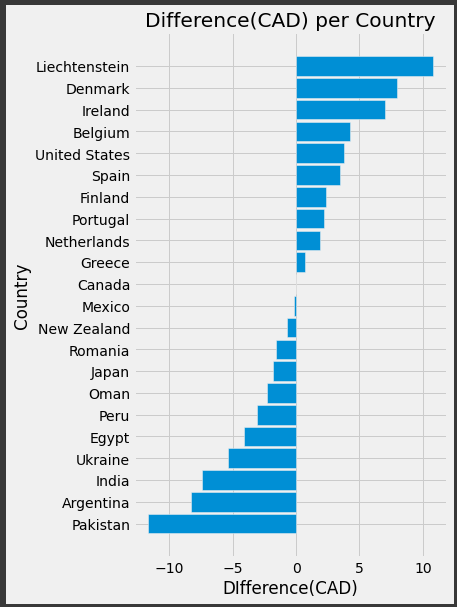 Difference(CAD) per Country
Country
Liechtenstein
Denmark
Ireland
Belgium
United States
Spain
Finland
Portugal
Netherlands
Greece
Canada
Mexico
New Zealand
Romania
Japan
Oman
Peru
Egypt
Ukraine
India
Argentina
Pakistan
−10 −5 0 5 10
DIfference(CAD)